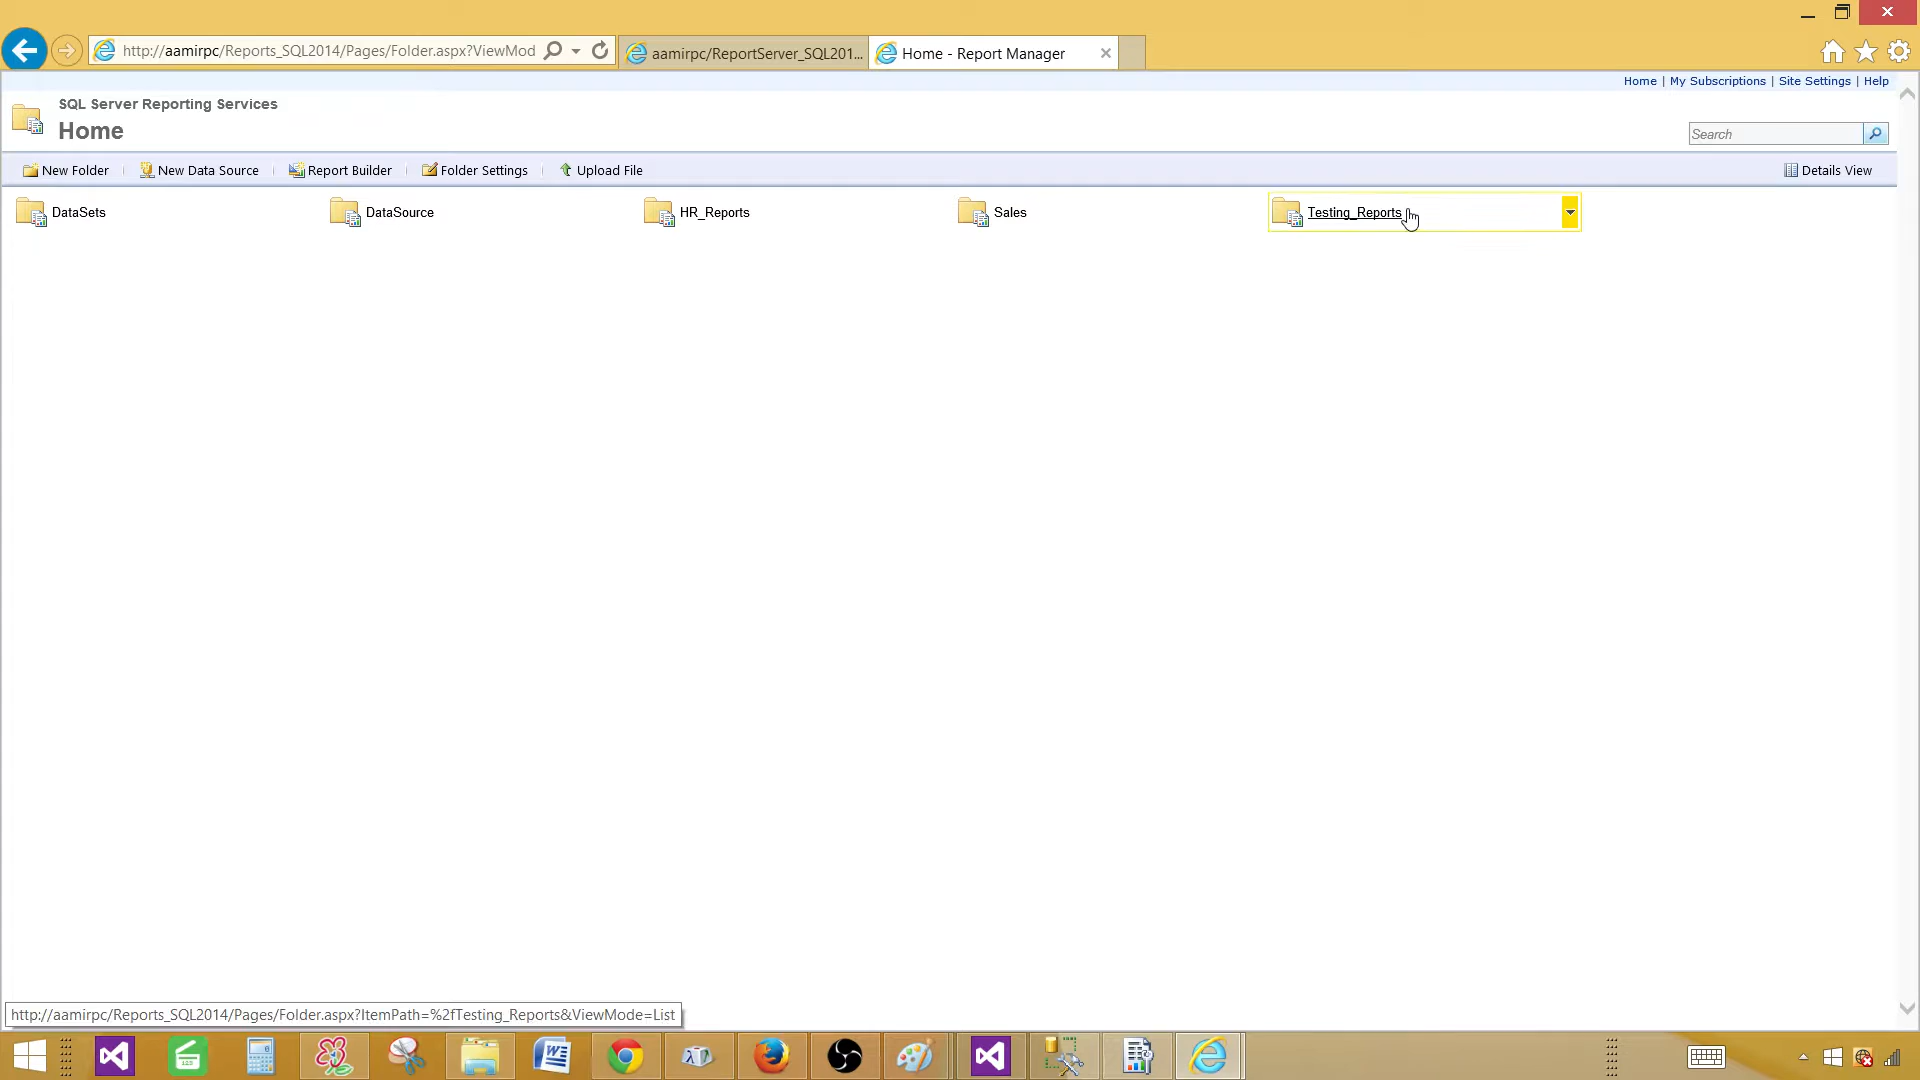 http://aamirpc/Reports_SQL2014/Pages/Folder.aspx?ViewMod
aamirpc/ReportServer_SQL201...
Home - Report Manager
Home | My Subscriptions | Site Settings | Help
SQL Server Reporting Services
Home
Search
New Folder
New Data Source
Report Builder
Folder Settings
Upload File
Details View
DataSets
DataSource
HR_Reports
Sales
Testing_Reports
http://aamirpc/Reports_SQL2014/Pages/Folder.aspx?ItemPath=%2fTesting_Reports&ViewMode=List